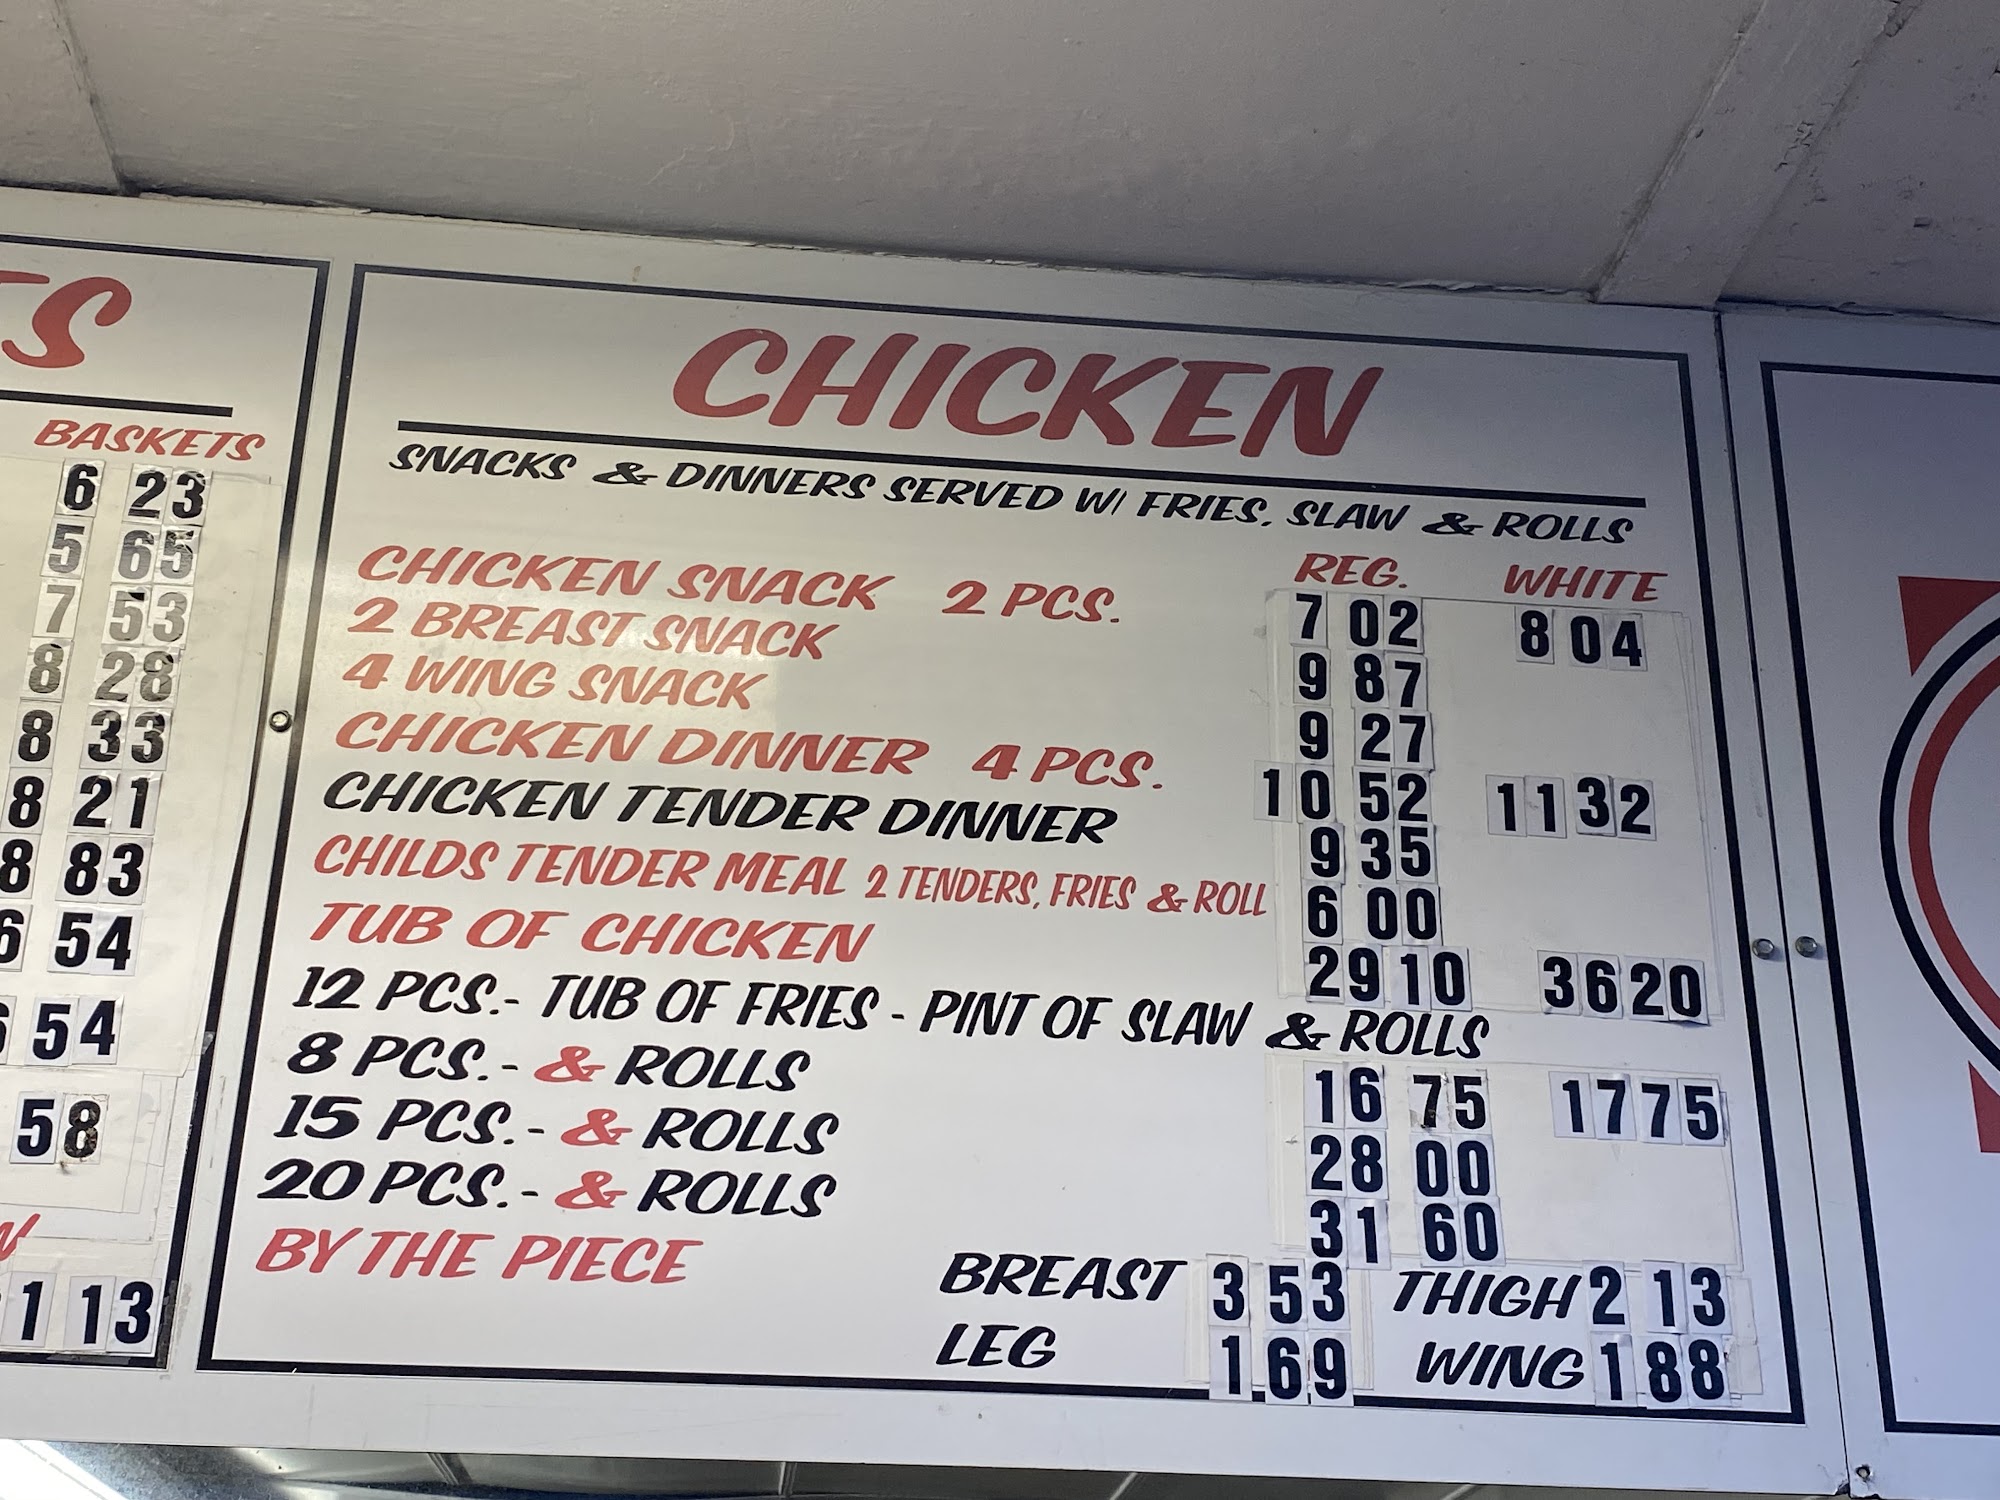 TS
BASKETS
6 23
5 65
7 53
8 28
8 33
8 21
8 83
6 54
54
58
1 13
CHICKEN
SNACKS & DINNERS SERVED W/ FRIES, SLAW & ROLLS
REG. WHITE
CHICKEN SNACK 2 PCS. 7 02 8 04
2 BREAST SNACK 9 87
4 WING SNACK 9 27
CHICKEN DINNER 4 PCS. 10 52 11 32
CHICKEN TENDER DINNER 9 35
CHILDS TENDER MEAL 2 TENDERS, FRIES & ROLL 6 00
TUB OF CHICKEN 29 10 36 20
12 PCS.- TUB OF FRIES - PINT OF SLAW & ROLLS
8 PCS.- & ROLLS 16 75 17 75
15 PCS.- & ROLLS 28 00
20 PCS.- & ROLLS 31 60
BY THE PIECE
BREAST 3 53 THIGH 2 13
LEG 1.69 WING 1 88